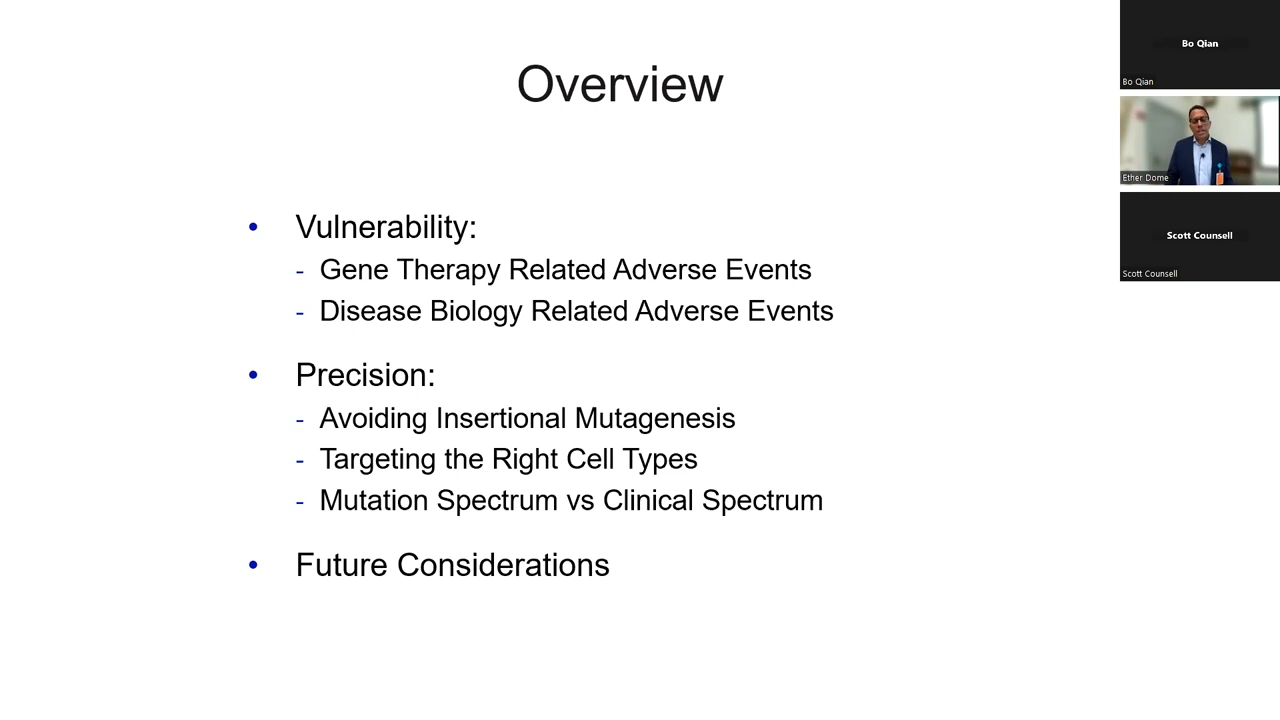 Overview
• Vulnerability:
- Gene Therapy Related Adverse Events
- Disease Biology Related Adverse Events
• Precision:
- Avoiding Insertional Mutagenesis
- Targeting the Right Cell Types
- Mutation Spectrum vs Clinical Spectrum
• Future Considerations
Bo Qian
Bo Qian
Ether Dome
Scott Counsell
Scott Counsell